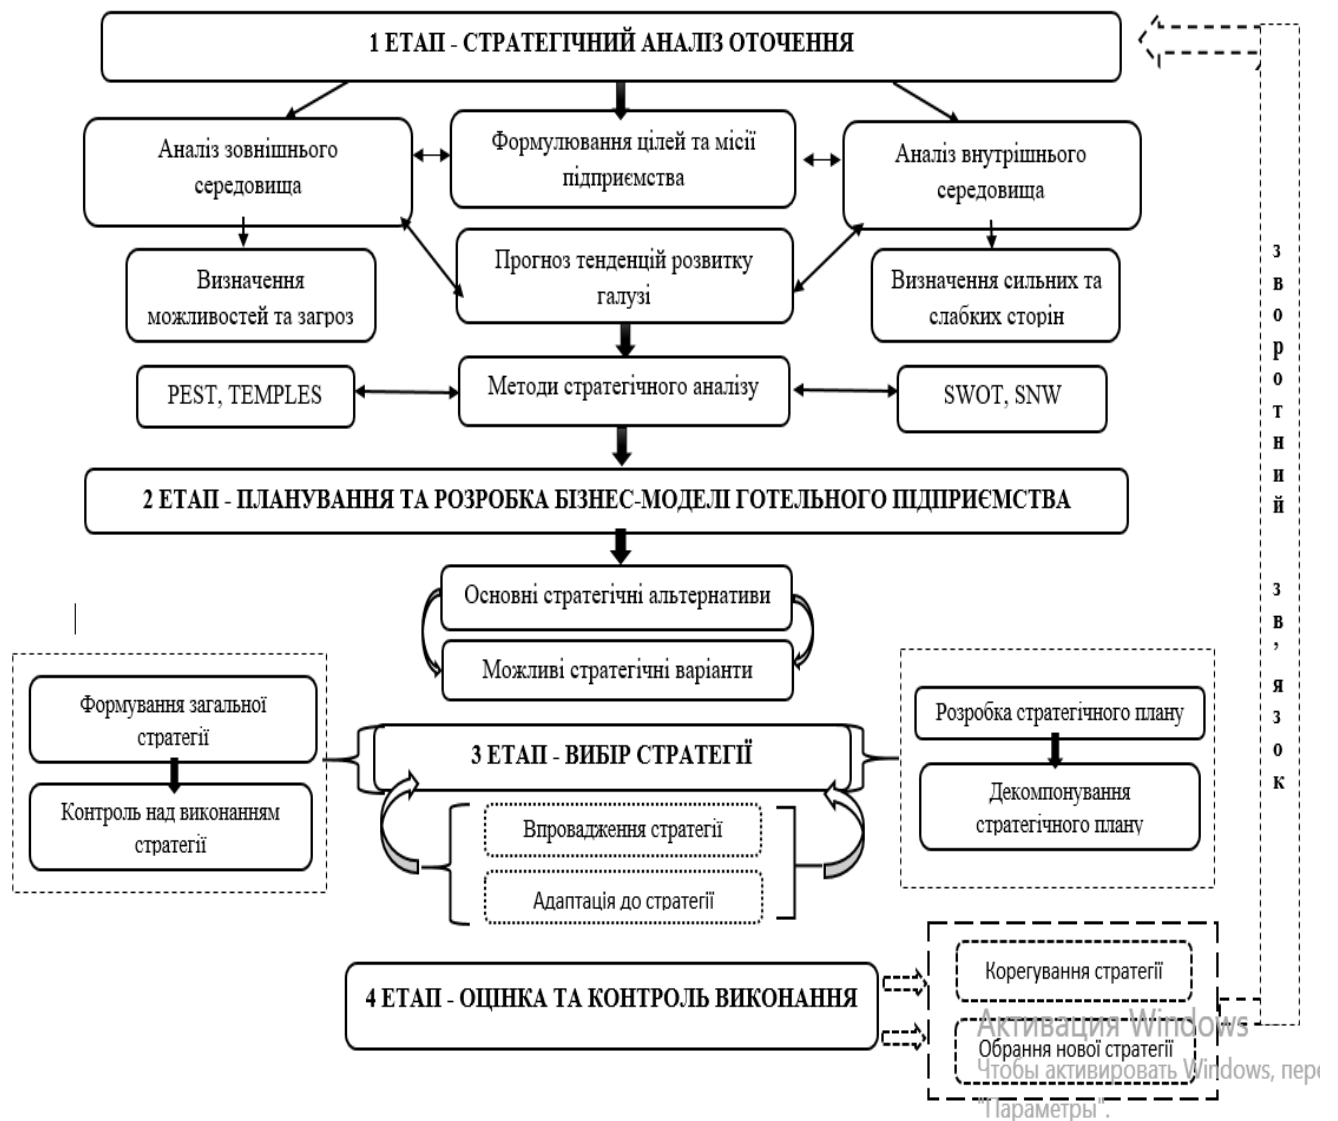 1 ЕТАП - СТРАТЕГІЧНИЙ АНАЛІЗ ОТОЧЕННЯ
Аналіз зовнішнього
середовища
Формулювання цілей та місії
підприємства
Аналіз внутрішнього
середовища
Визначення
можливостей та загроз
Прогноз тенденцій розвитку
галузі
Визначення сильних та
слабких сторін
PEST, TEMPLES
Методи стратегічного аналізу
SWOT, SNW
2 ЕТАП - ПЛАНУВАННЯ ТА РОЗРОБКА БІЗНЕС-МОДЕЛІ ГОТЕЛЬНОГО ПІДПРИЄМСТВА
Основні стратегічні альтернативи
Можливі стратегічні варіанти
Формування загальної
стратегії
Контроль над виконанням
стратегії
3 ЕТАП - ВИБІР СТРАТЕГІЇ
Впровадження стратегії
Адаптація до стратегії
Розробка стратегічного плану
Декомпонування
стратегічного плану
4 ЕТАП - ОЦІНКА ТА КОНТРОЛЬ ВИКОНАННЯ
Корегування стратегії
Обрання нової стратегії
зворотний зв’язок
Активация Windows
Чтобы активировать Windows, пере
"Параметры".